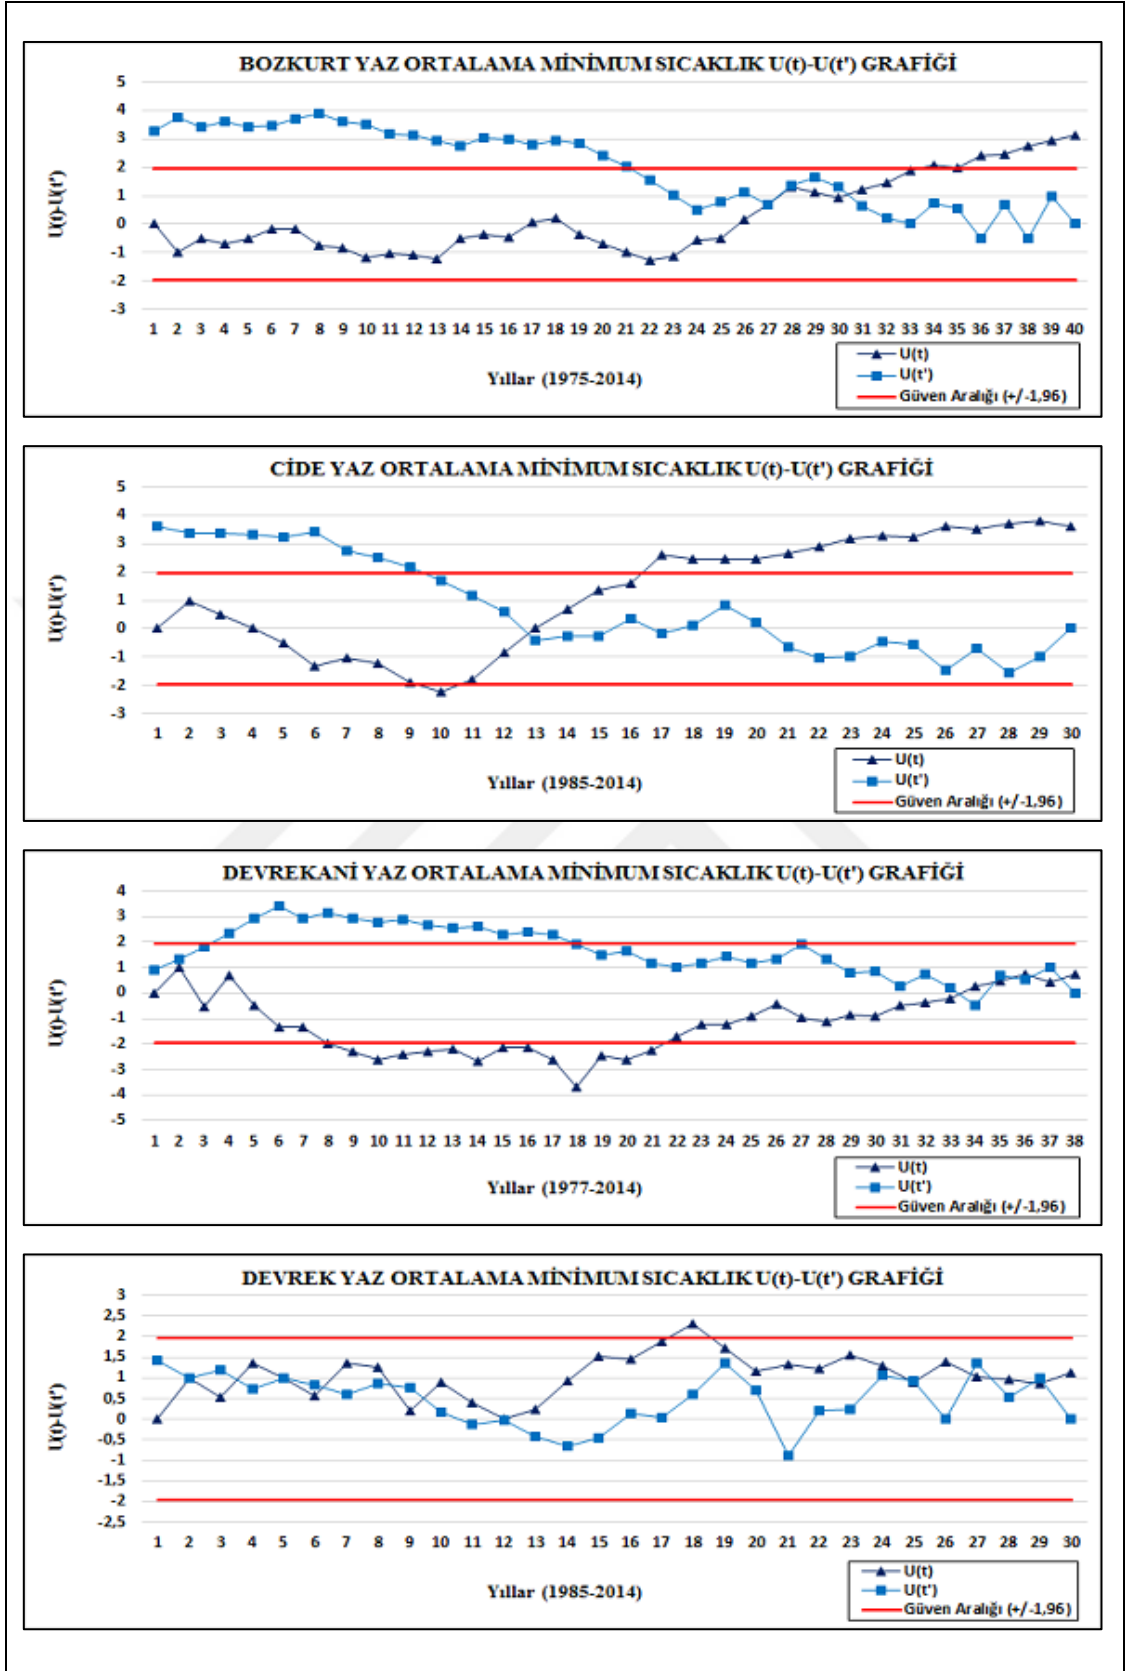 BOZKURT YAZ ORTALAMA MİNİMUM SICAKLIK U(t)-U(t') GRAFİĞİ
5
4
3
2
1
0
-1
-2
-3
U(t)-U(t')
1 2 3 4 5 6 7 8 9 10 11 12 13 14 15 16 17 18 19 20 21 22 23 24 25 26 27 28 29 30 31 32 33 34 35 36 37 38 39 40
Yıllar (1975-2014)
U(t)
U(t')
Güven Aralığı (+/-1,96)
CİDE YAZ ORTALAMA MİNİMUM SICAKLIK U(t)-U(t') GRAFİĞİ
5
4
3
2
1
0
-1
-2
-3
U(t)-U(t')
1 2 3 4 5 6 7 8 9 10 11 12 13 14 15 16 17 18 19 20 21 22 23 24 25 26 27 28 29 30
Yıllar (1985-2014)
U(t)
U(t')
Güven Aralığı (+/-1,96)
DEVREKANİ YAZ ORTALAMA MİNİMUM SICAKLIK U(t)-U(t') GRAFİĞİ
4
3
2
1
0
-1
-2
-3
-4
-5
U(t)-U(t')
1 2 3 4 5 6 7 8 9 10 11 12 13 14 15 16 17 18 19 20 21 22 23 24 25 26 27 28 29 30 31 32 33 34 35 36 37 38
Yıllar (1977-2014)
U(t)
U(t')
Güven Aralığı (+/-1,96)
DEVREK YAZ ORTALAMA MİNİMUM SICAKLIK U(t)-U(t') GRAFİĞİ
3
2,5
2
1,5
1
0,5
0
-0,5
-1
-1,5
-2
-2,5
U(t)-U(t')
1 2 3 4 5 6 7 8 9 10 11 12 13 14 15 16 17 18 19 20 21 22 23 24 25 26 27 28 29 30
Yıllar (1985-2014)
U(t)
U(t')
Güven Aralığı (+/-1,96)